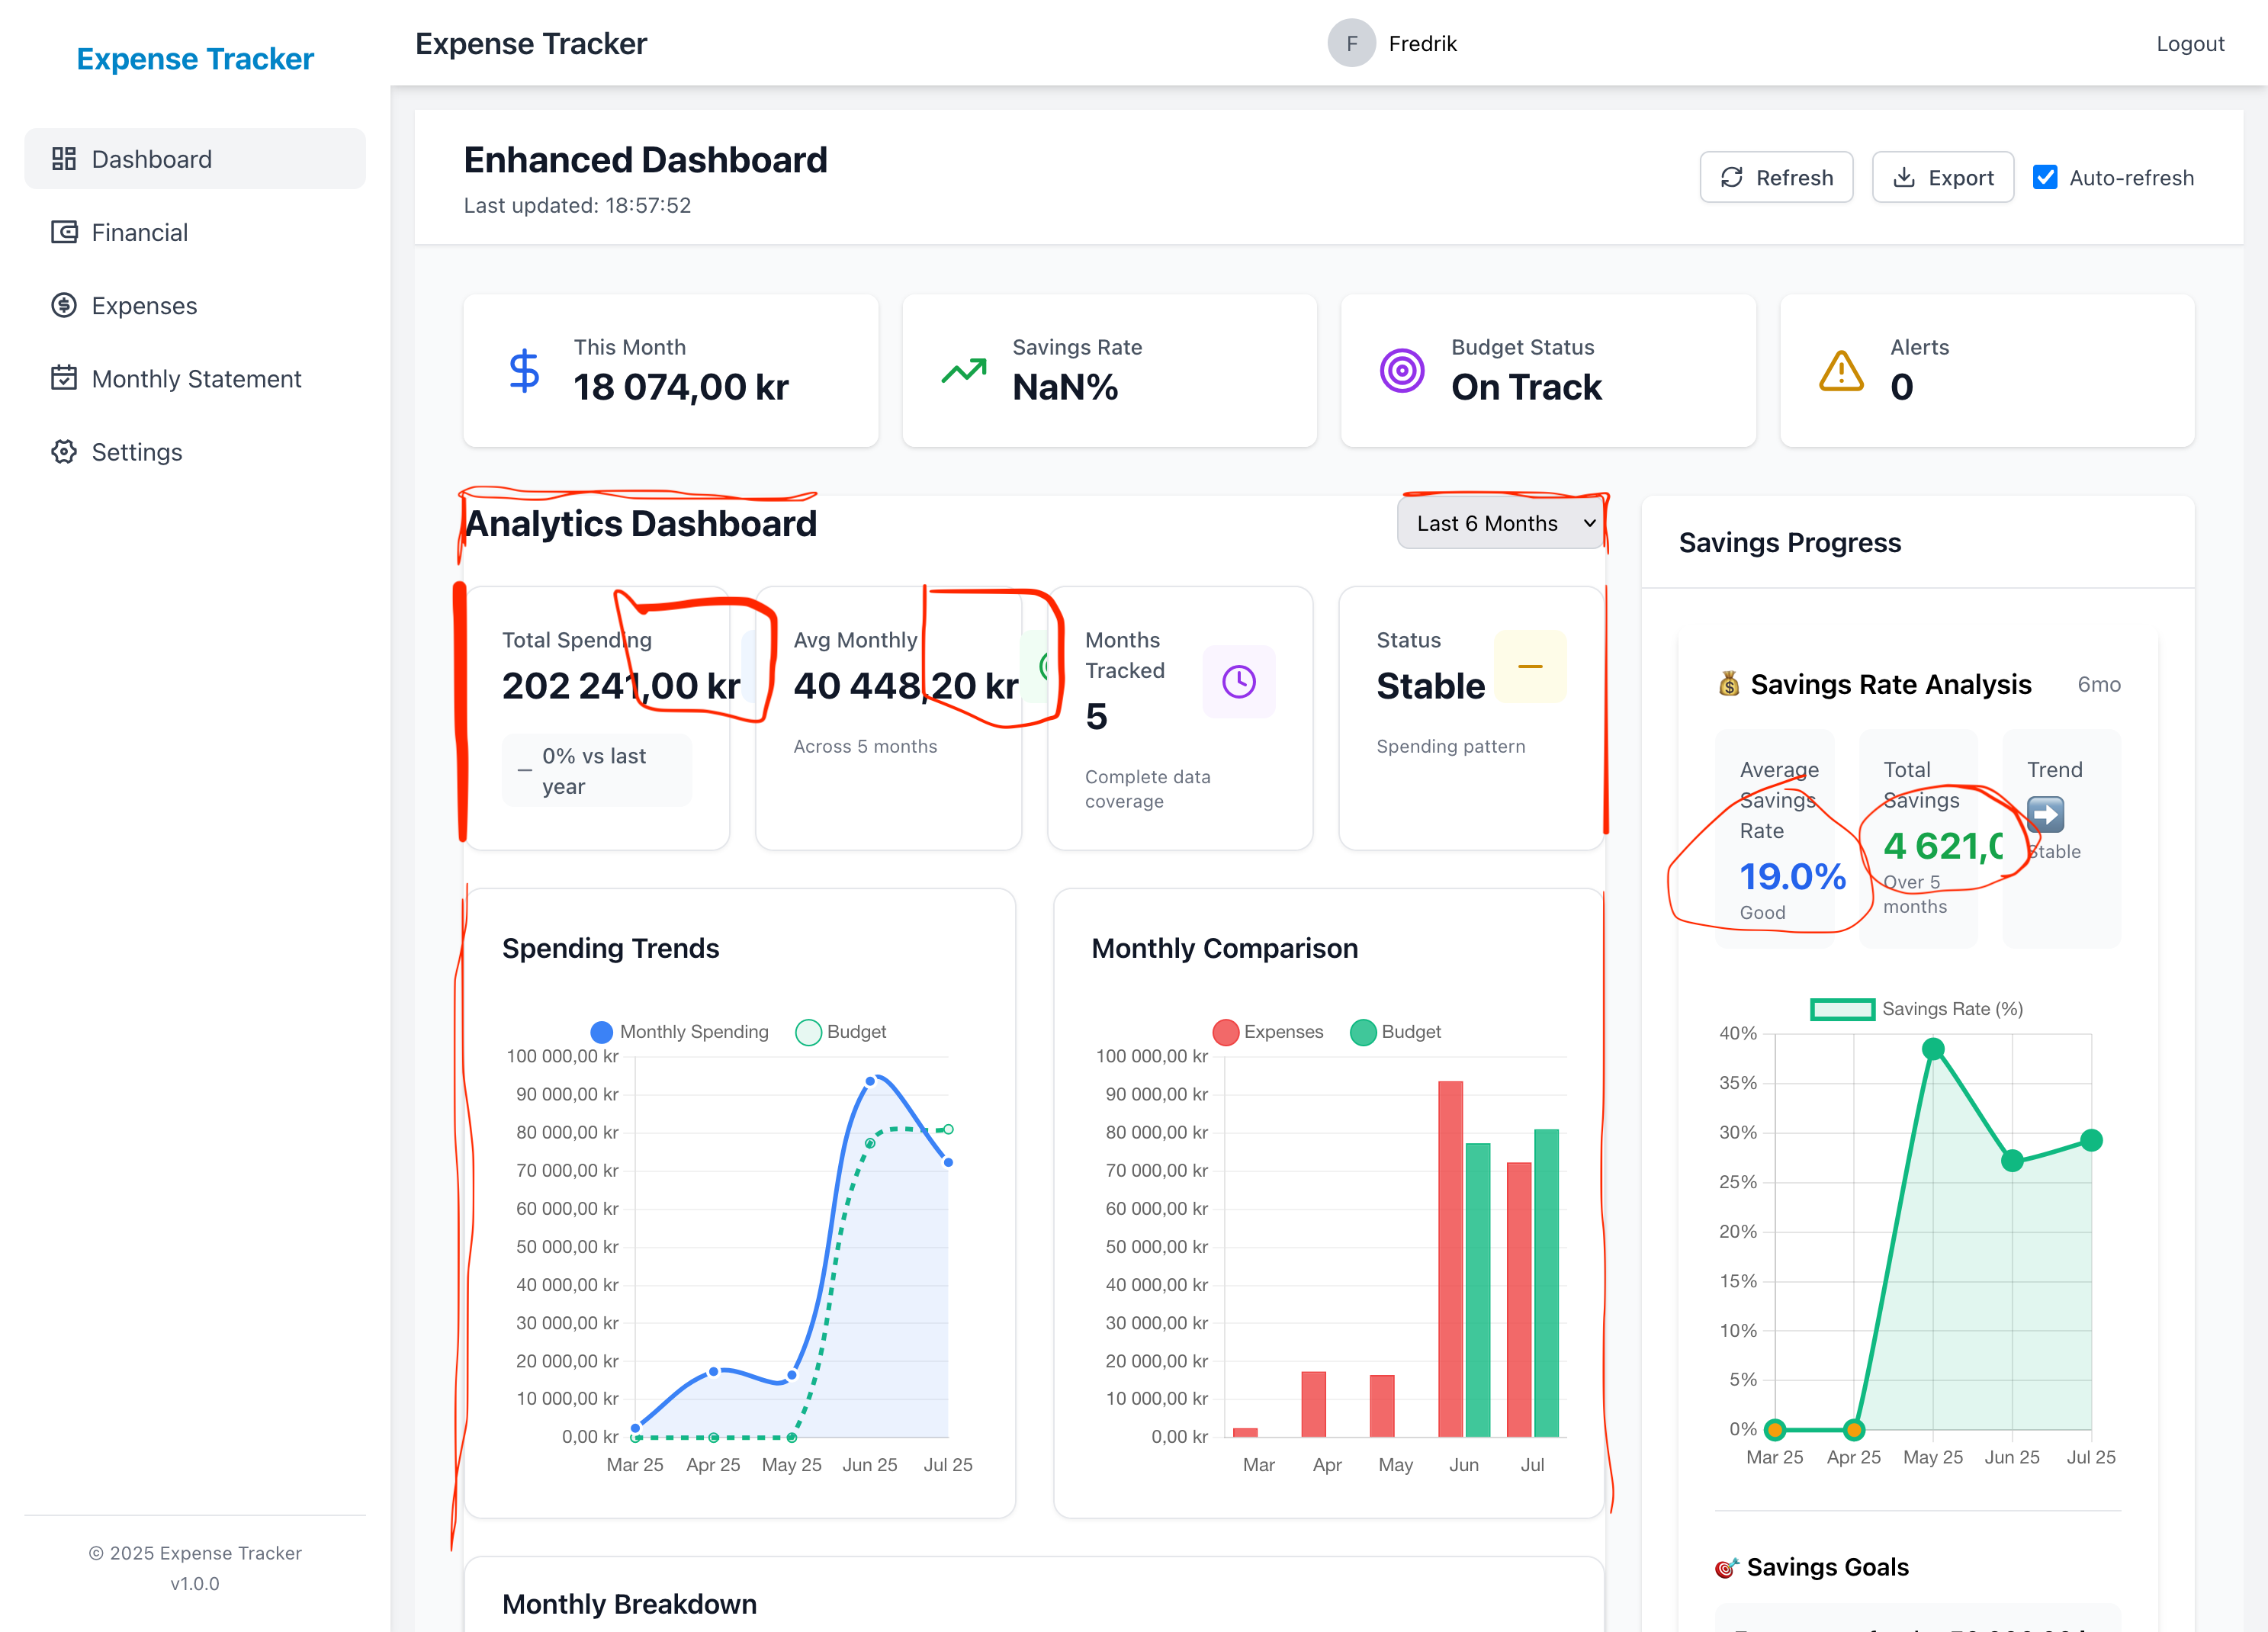 Expense Tracker
Dashboard
Financial
Expenses
Monthly Statement
Settings
© 2025 Expense Tracker
v1.0.0
Expense Tracker
F
Fredrik
Logout
Enhanced Dashboard
Last updated: 18:57:52
Refresh
Export
Auto-refresh
This Month
18 074,00 kr
Savings Rate
NaN%
Budget Status
On Track
Alerts
0
Analytics Dashboard
Last 6 Months
Total Spending
202 241,00 kr
0% vs last
year
Avg Monthly
40 448,20 kr
Across 5 months
Months
Tracked
5
Complete data
coverage
Status
Stable
Spending pattern
Spending Trends
Monthly Spending
Budget
100 000,00 kr
90 000,00 kr
80 000,00 kr
70 000,00 kr
60 000,00 kr
50 000,00 kr
40 000,00 kr
30 000,00 kr
20 000,00 kr
10 000,00 kr
0,00 kr
Mar 25 Apr 25 May 25 Jun 25 Jul 25
Monthly Comparison
Expenses
Budget
100 000,00 kr
90 000,00 kr
80 000,00 kr
70 000,00 kr
60 000,00 kr
50 000,00 kr
40 000,00 kr
30 000,00 kr
20 000,00 kr
10 000,00 kr
0,00 kr
Mar Apr May Jun Jul
Monthly Breakdown
Savings Progress
💰 Savings Rate Analysis
6mo
Average
Savings
Rate
19.0%
Good
Total
Savings
4 621,0
Over 5
months
Trend
Stable
Savings Rate (%)
40%
35%
30%
25%
20%
15%
10%
5%
0%
Mar 25 Apr 25 May 25 Jun 25 Jul 25
🎯 Savings Goals